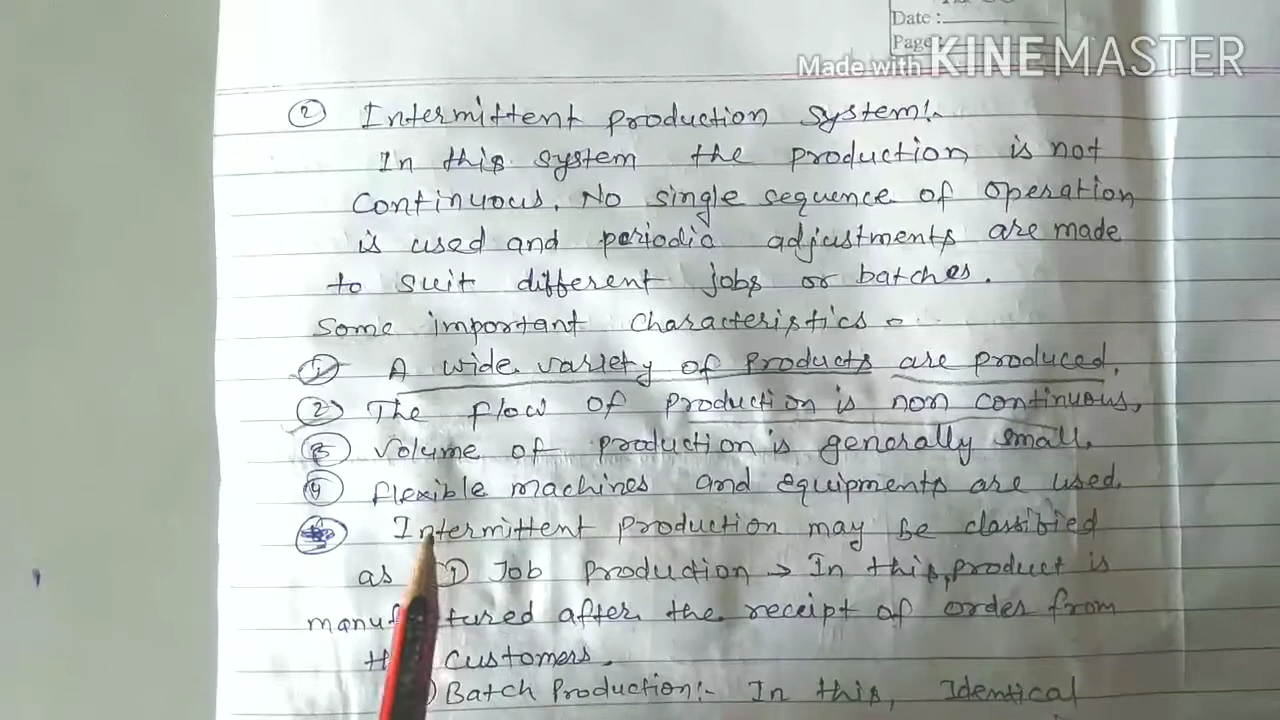 Date :
Page :
Made with KINEMASTER
② Intermittent production system:-
In this system the production is not
continuous. No single sequence of operation
is used and periodic adjustments are made
to suit different jobs or batches.
Some important characteristics
① A wide variety of products are produced.
② The flow of production is non continuous,
③ Volume of production is generally small.
④ flexible machines and equipments are used.
Intermittent production may be classified
as ① Job Production → In this, product is
manuf tured after the receipt of order from
customers.
) Batch Production:- In this, Identical